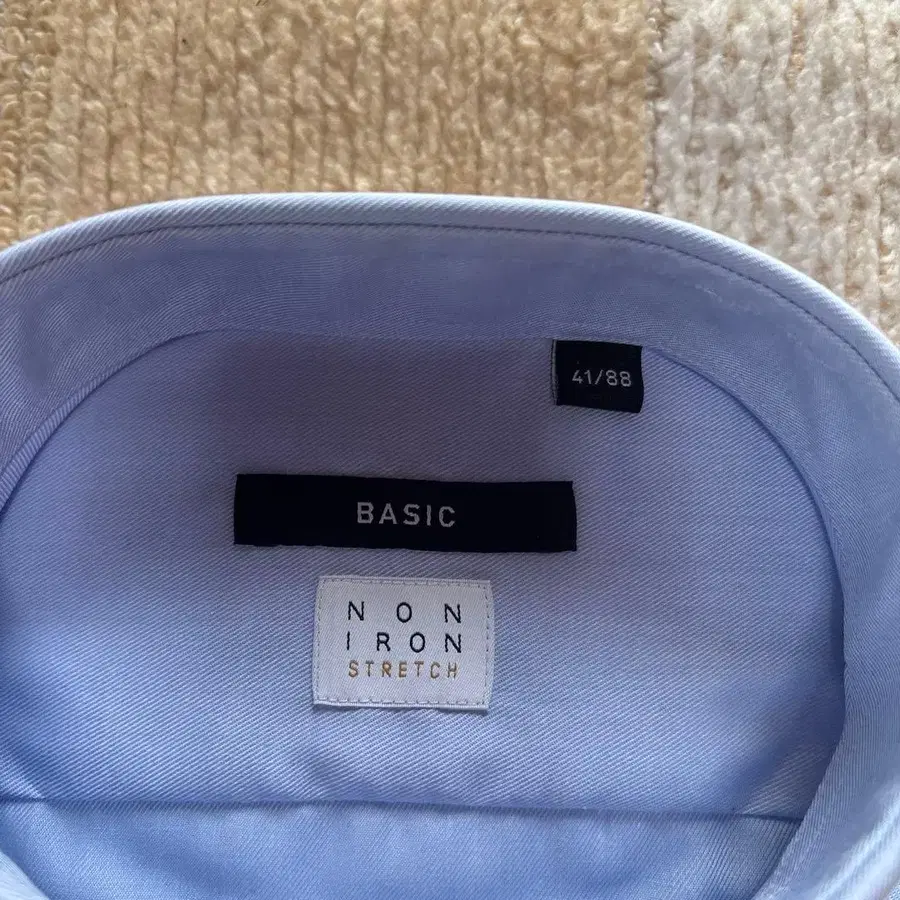 41/88
BASIC
NON
IRON
STRETCH